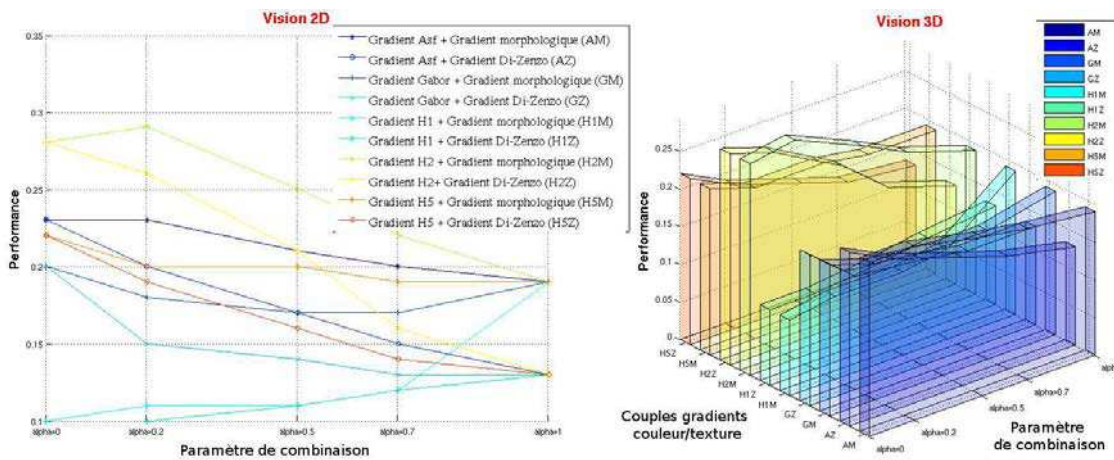 Vision 2D
Gradient Asf + Gradient morphologique (AM)
Gradient Asf + Gradient Di-Zenzo (AZ)
Gradient Gabor + Gradient morphologique (GM)
Gradient Gabor + Gradient Di-Zenzo (GZ)
Gradient H1 + Gradient morphologique (H1M)
Gradient H1 + Gradient Di-Zenzo (H1Z)
Gradient H2 + Gradient morphologique (H2M)
Gradient H2+ Gradient Di-Zenzo (H2Z)
Gradient H5 + Gradient morphologique (H5M)
Gradient H5 + Gradient Di-Zenzo (H5Z)
0.35
0.3
0.25
0.2
0.15
0.1
Performance
alpha=0
alpha=0.2
alpha=0.5
alpha=0.7
alpha=1
Paramètre de combinaison
Vision 3D
AM
AZ
GM
GZ
H1M
H1Z
H2M
H2Z
H5M
H5Z
0.25
0.2
0.15
0.1
0.05
0
Performance
H5Z
H5M
H2Z
H2M
H1Z
H1M
GZ
GM
AZ
AM
Couples gradients
couleur/texture
alpha=0
alpha=0.2
alpha=0.5
alpha=0.7
alpha
Paramètre
de combinaison